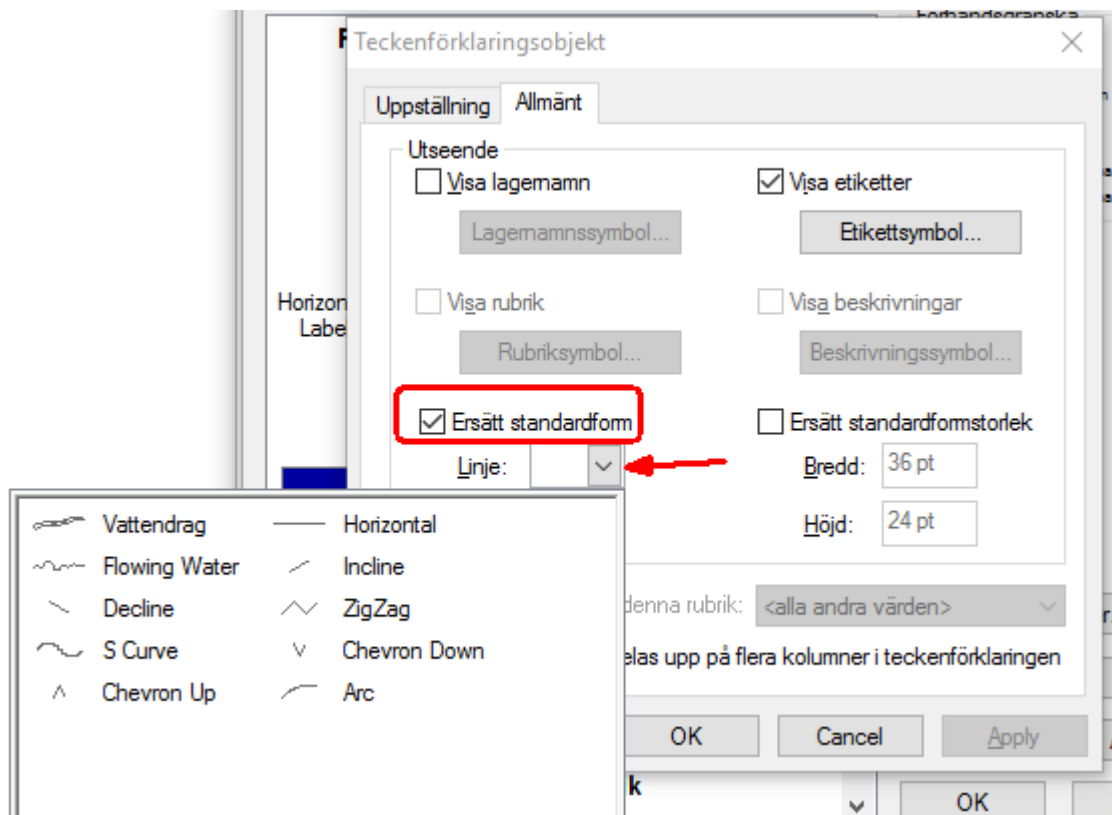 Förhandsgranska
F
Teckenförklaringsobjekt
Uppställning Allmänt
Utseende
Visa lagernamn Visa etiketter
Lagernamnssymbol... Etikettsymbol...
Horizon
Labe
Visa rubrik Visa beskrivningar
Rubriksymbol... Beskrivningssymbol...
Ersätt standardform Ersätt standardformstorlek
Linje: Bredd: 36 pt
Höjd: 24 pt
Vattendrag Horizontal
Flowing Water Incline
Decline ZigZag
S Curve Chevron Down
Chevron Up Arc
denna rubrik: <alla andra värden>
elas upp på flera kolumner i teckenförklaringen
OK Cancel Apply
k
OK